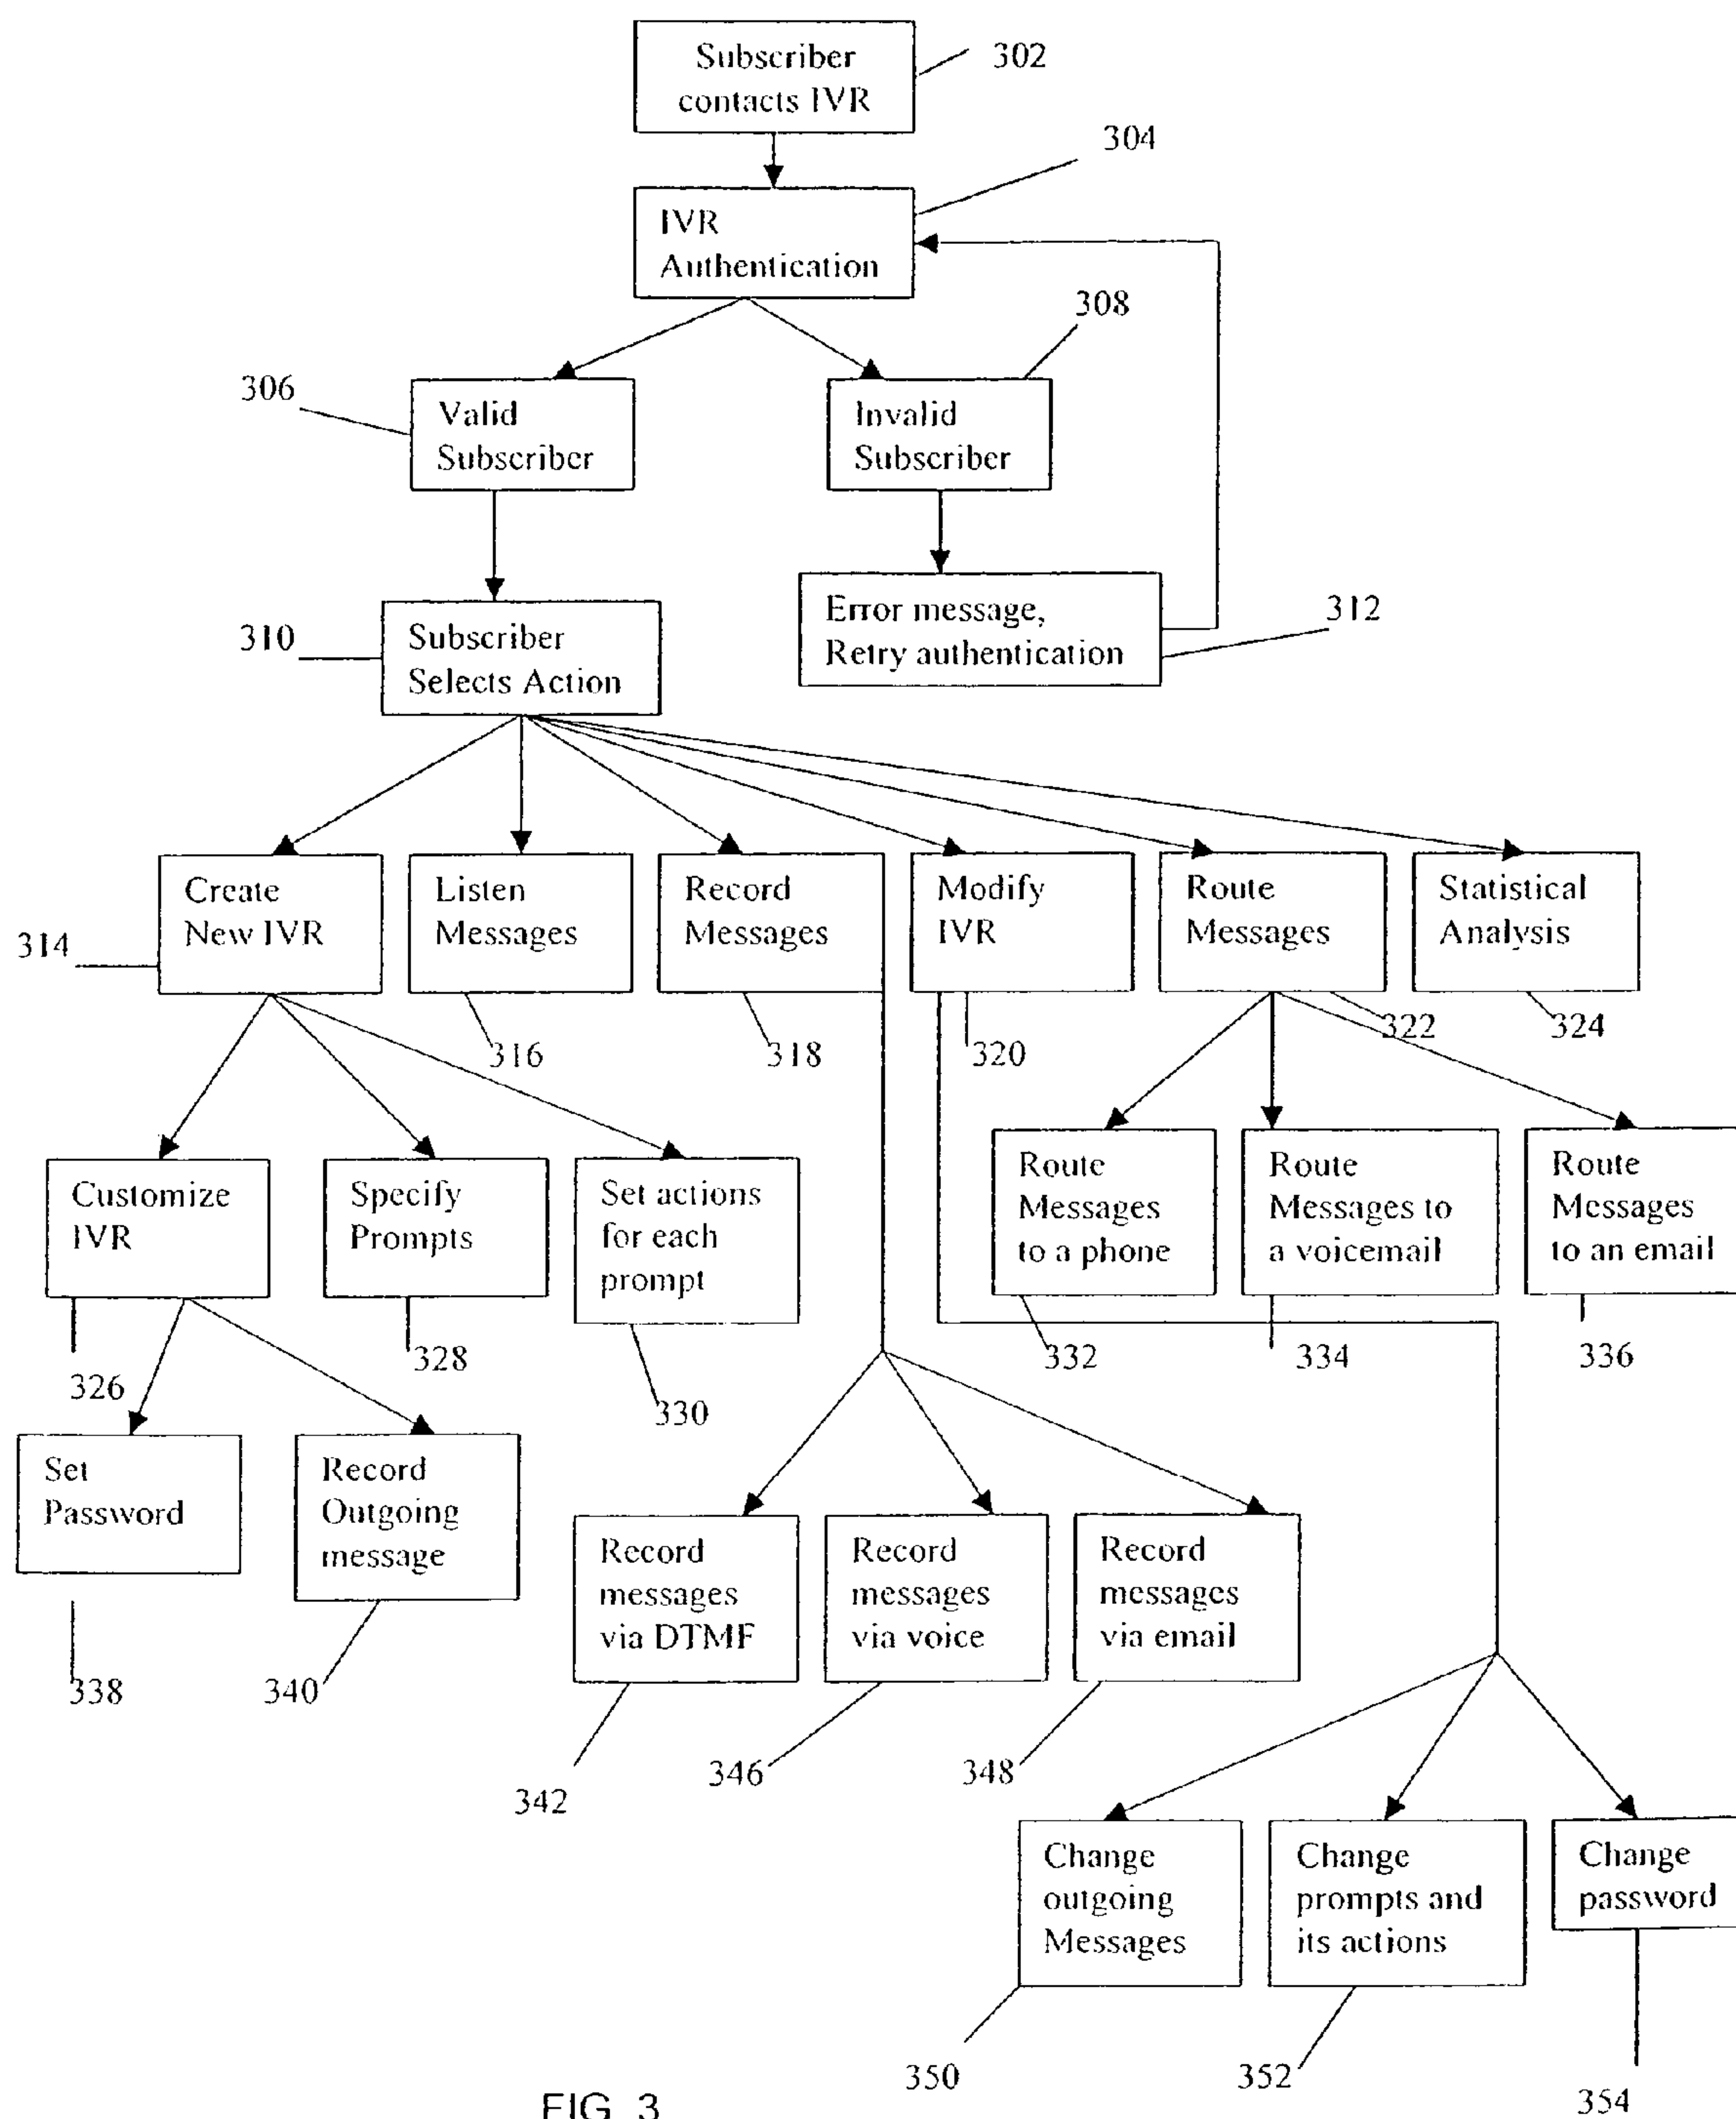 Subscriber
contacts IVR
302
304
IVR
Authentication
308
306
Valid
Subscriber
Invalid
Subscriber
310
Subscriber
Selects Action
Error message,
Retry authentication
312
314
Create
New IVR
Listen
Messages
Record
Messages
Modify
IVR
Route
Messages
Statistical
Analysis
316
318
320
322
324
Customize
IVR
Specify
Prompts
Set actions
for each
prompt
Route
Messages
to a phone
Route
Messages to
a voicemail
Route
Messages
to an email
326
328
330
332
334
336
Set
Password
Record
Outgoing
message
Record
messages
via DTMF
Record
messages
via voice
Record
messages
via email
338
340
342
346
348
Change
outgoing
Messages
Change
prompts and
its actions
Change
password
350
352
354
FIG. 3